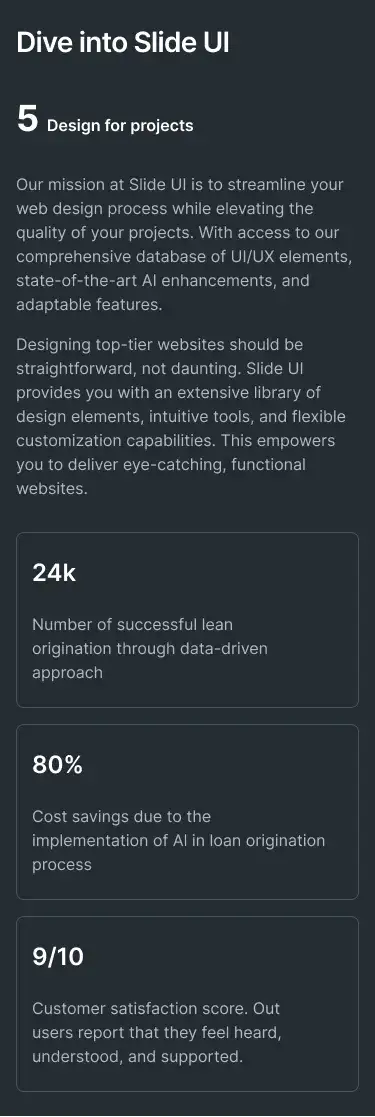 Dive into Slide UI
5 Design for projects
Our mission at Slide UI is to streamline your
web design process while elevating the
quality of your projects. With access to our
comprehensive database of UI/UX elements,
state-of-the-art AI enhancements, and
adaptable features.
Designing top-tier websites should be
straightforward, not daunting. Slide UI
provides you with an extensive library of
design elements, intuitive tools, and flexible
customization capabilities. This empowers
you to deliver eye-catching, functional
websites.
24k
Number of successful lean
origination through data-driven
approach
80%
Cost savings due to the
implementation of AI in loan origination
process
9/10
Customer satisfaction score. Out
users report that they feel heard,
understood, and supported.